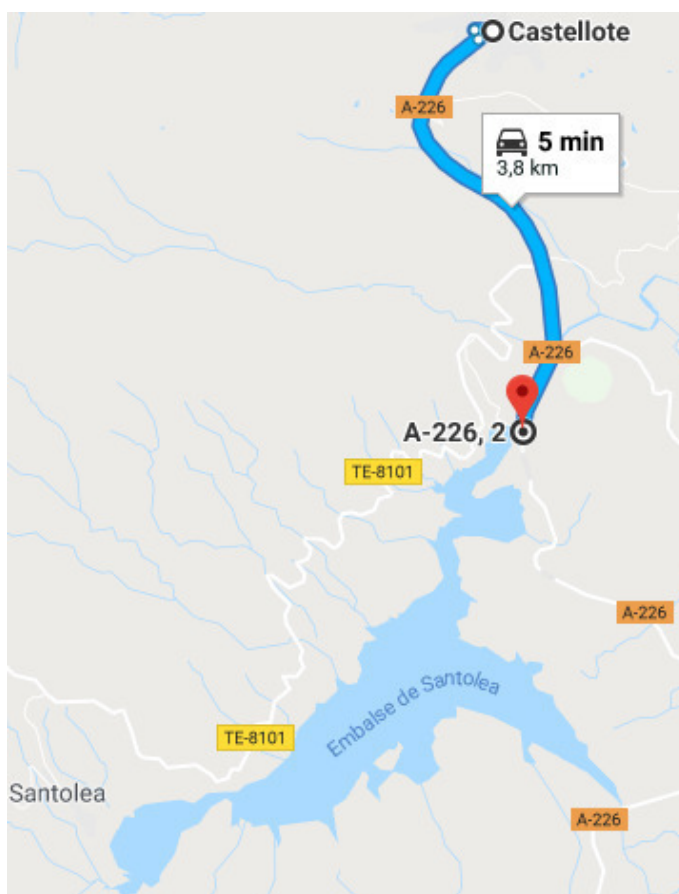 Castellote
A-226
5 min
3,8 km
A-226
A-226, 2
TE-8101
A-226
Embalse de Santolea
TE-8101
Santolea
A-226